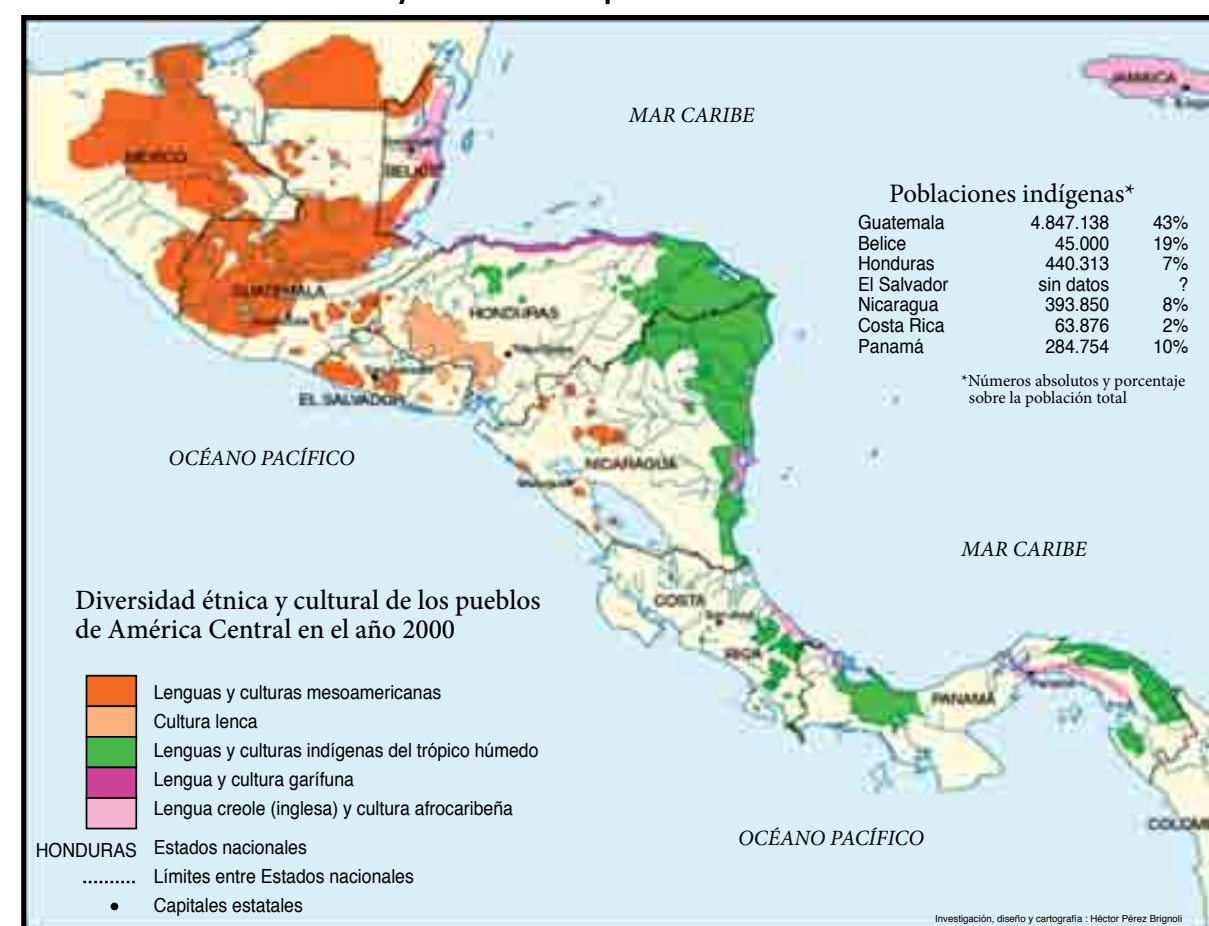 MAR CARIBE
JAMAICA
MÉXICO
BELICE
Poblaciones indígenas*
Guatemala 4.847.138 43%
Belice 45.000 19%
Honduras 440.313 7%
El Salvador sin datos ?
Nicaragua 393.850 8%
Costa Rica 63.876 2%
Panamá 284.754 10%
*Números absolutos y porcentaje
sobre la población total
GUATEMALA
HONDURAS
EL SALVADOR
OCÉANO PACÍFICO
NICARAGUA
MAR CARIBE
COSTA
RICA
PANAMÁ
Diversidad étnica y cultural de los pueblos
de América Central en el año 2000
Lenguas y culturas mesoamericanas
Cultura lenca
Lenguas y culturas indígenas del trópico húmedo
Lengua y cultura garífuna
Lengua creole (inglesa) y cultura afrocaribeña
HONDURAS Estados nacionales
.......... Límites entre Estados nacionales
• Capitales estatales
OCÉANO PACÍFICO
COLOM
Investigación, diseño y cartografía : Héctor Pérez Brignoli